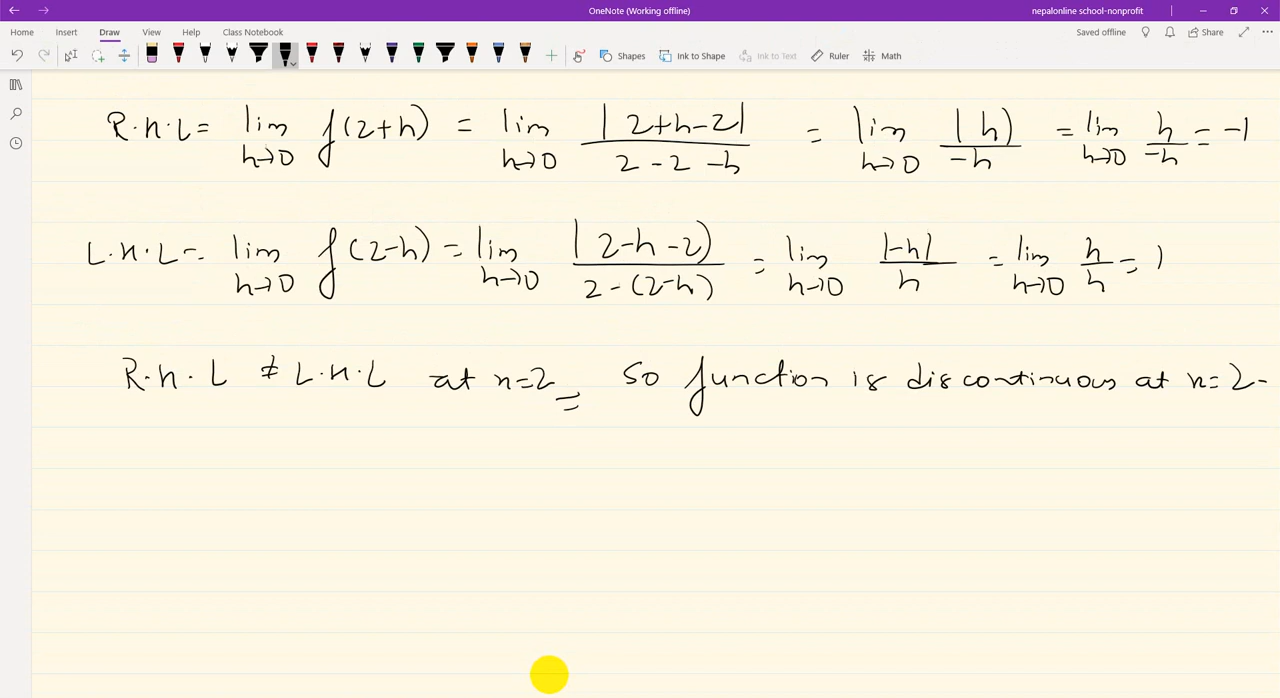 OneNote (Working offline)
nepalonline school-nonprofit
Home Insert Draw View Help Class Notebook
Saved offline Share
Shapes Ink to Shape Ink to Text Ruler Math
R.H.L = lim h→0 f(2+h) = lim h→0 |2+h-2| / 2-2-h = lim h→0 |h| / -h = lim h→0 h / -h = -1
L.H.L = lim h→0 f(2-h) = lim h→0 |2-h-2| / 2-(2-h) = lim h→0 |-h| / h = lim h→0 h / h = 1
R.H.L ≠ L.H.L at x=2, so function is discontinuous at x=2-